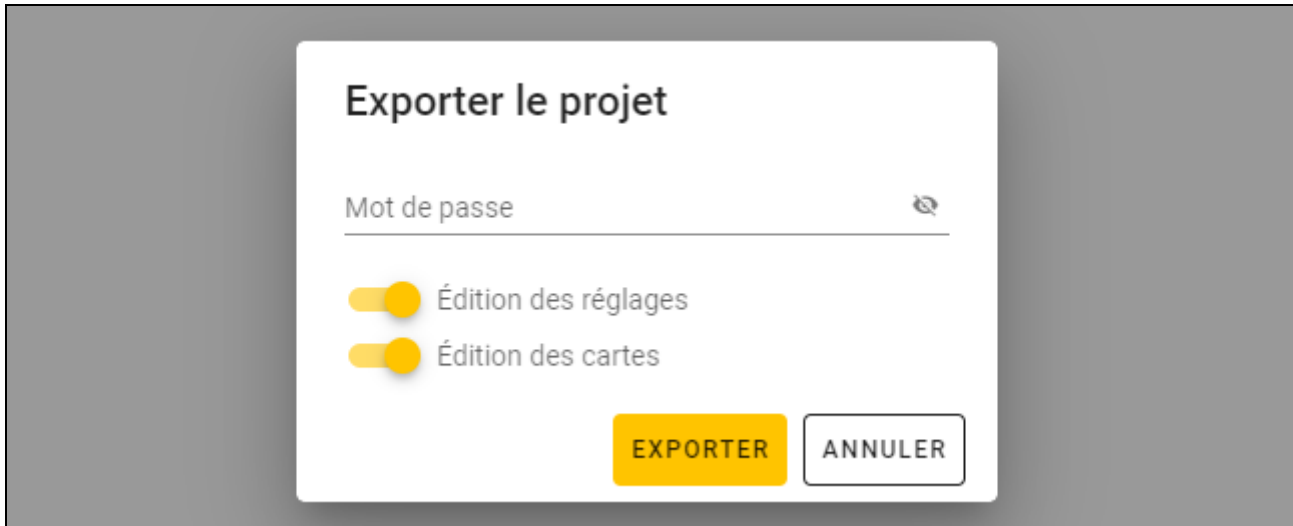 Exporter le projet
Mot de passe
Édition des réglages
Édition des cartes
EXPORTER ANNULER